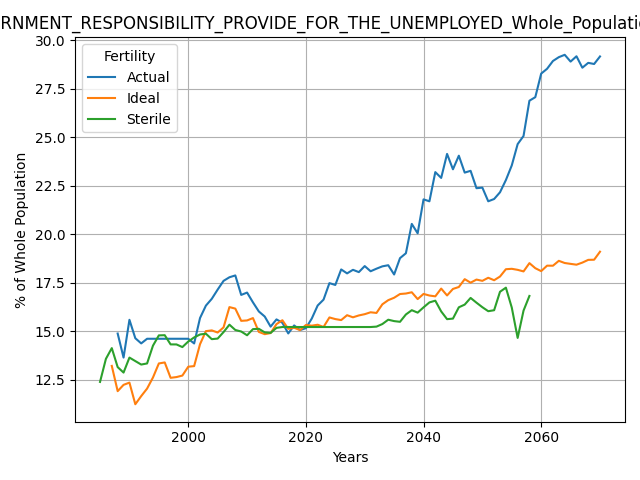 RNMENT_RESPONSIBILITY_PROVIDE_FOR_THE_UNEMPLOYED_Whole_Populati
30.0
27.5
25.0
22.5
20.0
17.5
15.0
12.5
% of Whole Population
Fertility
Actual
Ideal
Sterile
2000 2020 2040 2060
Years